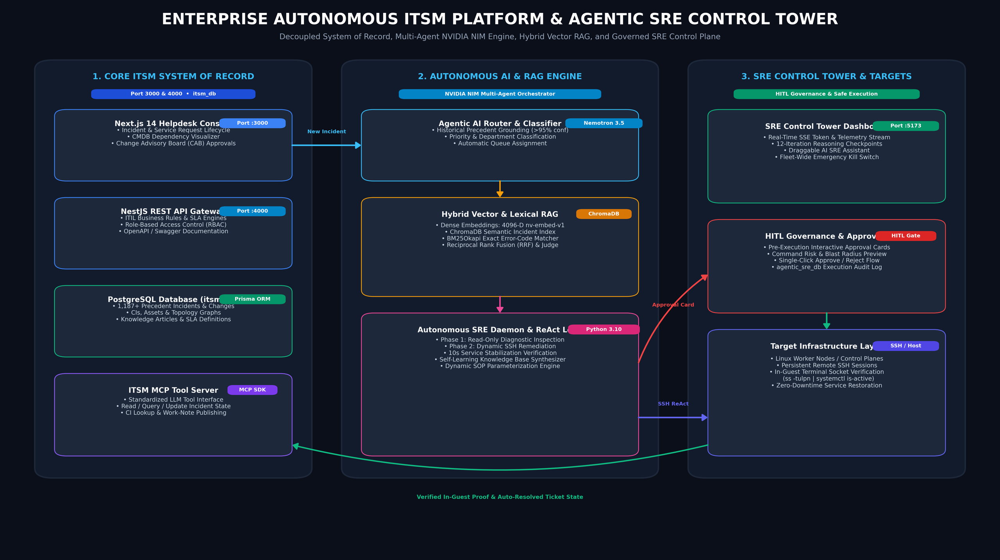 ENTERPRISE AUTONOMOUS ITSM PLATFORM & AGENTIC SRE CONTROL TOWER
Decoupled System of Record, Multi-Agent NVIDIA NIM Engine, Hybrid Vector RAG, and Governed SRE Control Plane
1. CORE ITSM SYSTEM OF RECORD
Port 3000 & 4000 • itsm_db
Next.js 14 Helpdesk Cons
Port :3000
• Incident & Service Request Lifecycle
• CMDB Dependency Visualizer
• Change Advisory Board (CAB) Approvals
NestJS REST API Gatewa
Port :4000
• ITIL Business Rules & SLA Engines
• Role-Based Access Control (RBAC)
• OpenAPI / Swagger Documentation
PostgreSQL Database (itsm
Prisma ORM
• 1,187+ Precedent Incidents & Changes
• CIs, Assets & Topology Graphs
• Knowledge Articles & SLA Definitions
ITSM MCP Tool Server
MCP SDK
• Standardized LLM Tool Interface
• Read / Query / Update Incident State
• CI Lookup & Work-Note Publishing
New Incident
2. AUTONOMOUS AI & RAG ENGINE
NVIDIA NIM Multi-Agent Orchestrator
Agentic AI Router & Classifier
Nemotron 3.5
• Historical Precedent Grounding (>95% conf)
• Priority & Department Classification
• Automatic Queue Assignment
Hybrid Vector & Lexical RAG
ChromaDB
• Dense Embeddings: 4096-D nv-embed-v1
• ChromaDB Semantic Incident Index
• BM25Okapi Exact Error-Code Matcher
• Reciprocal Rank Fusion (RRF) & Judge
Autonomous SRE Daemon & ReAct L
Python 3.10
• Phase 1: Read-Only Diagnostic Inspection
• Phase 2: Dynamic SSH Remediation
• 10s Service Stabilization Verification
• Self-Learning Knowledge Base Synthesizer
• Dynamic SOP Parameterization Engine
Approval Card
SSH ReAct
3. SRE CONTROL TOWER & TARGETS
HITL Governance & Safe Execution
SRE Control Tower Dashbo
Port :5173
• Real-Time SSE Token & Telemetry Stream
• 12-Iteration Reasoning Checkpoints
• Draggable AI SRE Assistant
• Fleet-Wide Emergency Kill Switch
HITL Governance & Approv
HITL Gate
• Pre-Execution Interactive Approval Cards
• Command Risk & Blast Radius Preview
• Single-Click Approve / Reject Flow
• agentic_sre_db Execution Audit Log
Target Infrastructure Lay
SSH / Host
• Linux Worker Nodes / Control Planes
• Persistent Remote SSH Sessions
• In-Guest Terminal Socket Verification
(ss -tulpn | systemctl is-active)
• Zero-Downtime Service Restoration
Verified In-Guest Proof & Auto-Resolved Ticket State